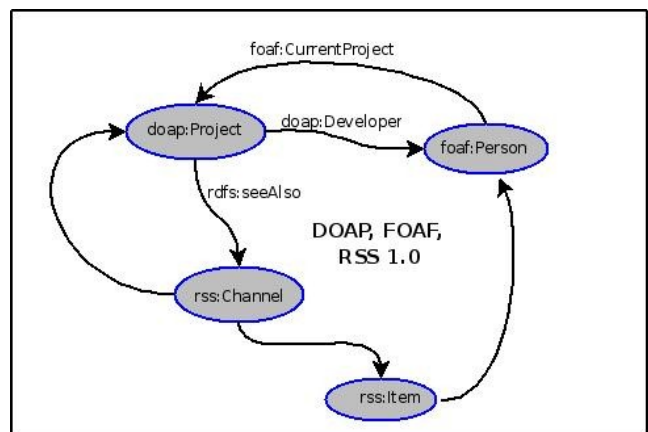 foaf:CurrentProject
doap:Project
doap:Developer
foaf:Person
rdfs:seeAlso
DOAP, FOAF,
RSS 1.0
rss:Channel
rss:Item